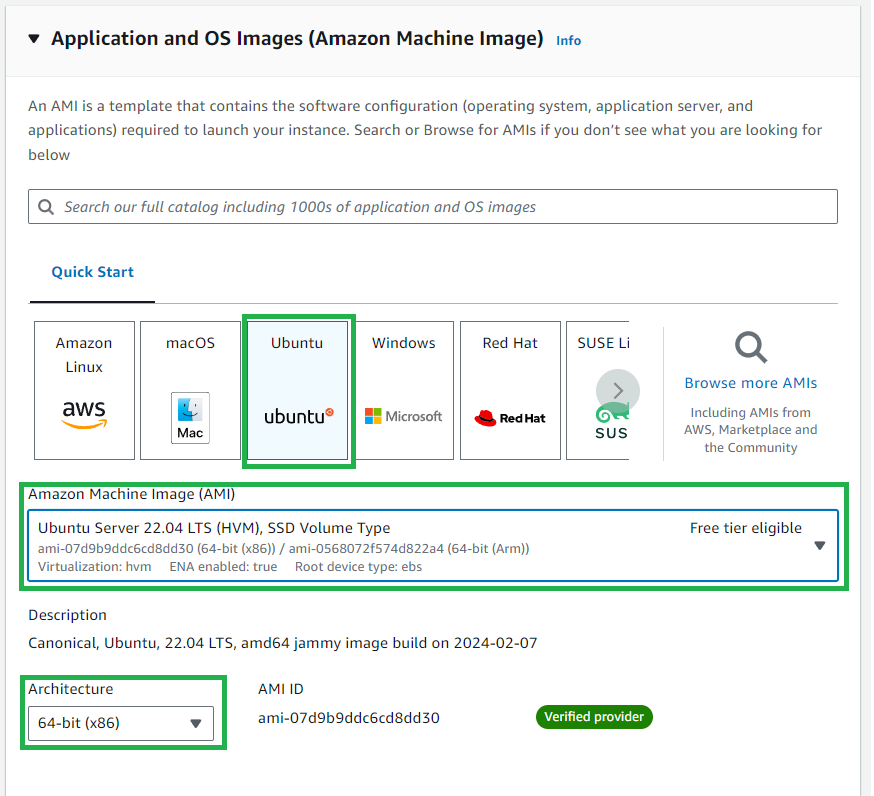 Application and OS Images (Amazon Machine Image) Info
An AMI is a template that contains the software configuration (operating system, application server, and
applications) required to launch your instance. Search or Browse for AMIs if you don’t see what you are looking for
below
Search our full catalog including 1000s of application and OS images
Quick Start
Amazon
Linux
aws
macOS
Mac
Ubuntu
ubuntu
Windows
Microsoft
Red Hat
Red Hat
SUSE Li
SUS
Browse more AMIs
Including AMIs from
AWS, Marketplace and
the Community
Amazon Machine Image (AMI)
Ubuntu Server 22.04 LTS (HVM), SSD Volume Type Free tier eligible
ami-07d9b9ddc6cd8dd30 (64-bit (x86)) / ami-0568072f574d822a4 (64-bit (Arm))
Virtualization: hvm ENA enabled: true Root device type: ebs
Description
Canonical, Ubuntu, 22.04 LTS, amd64 jammy image build on 2024-02-07
Architecture
64-bit (x86)
AMI ID
ami-07d9b9ddc6cd8dd30
Verified provider